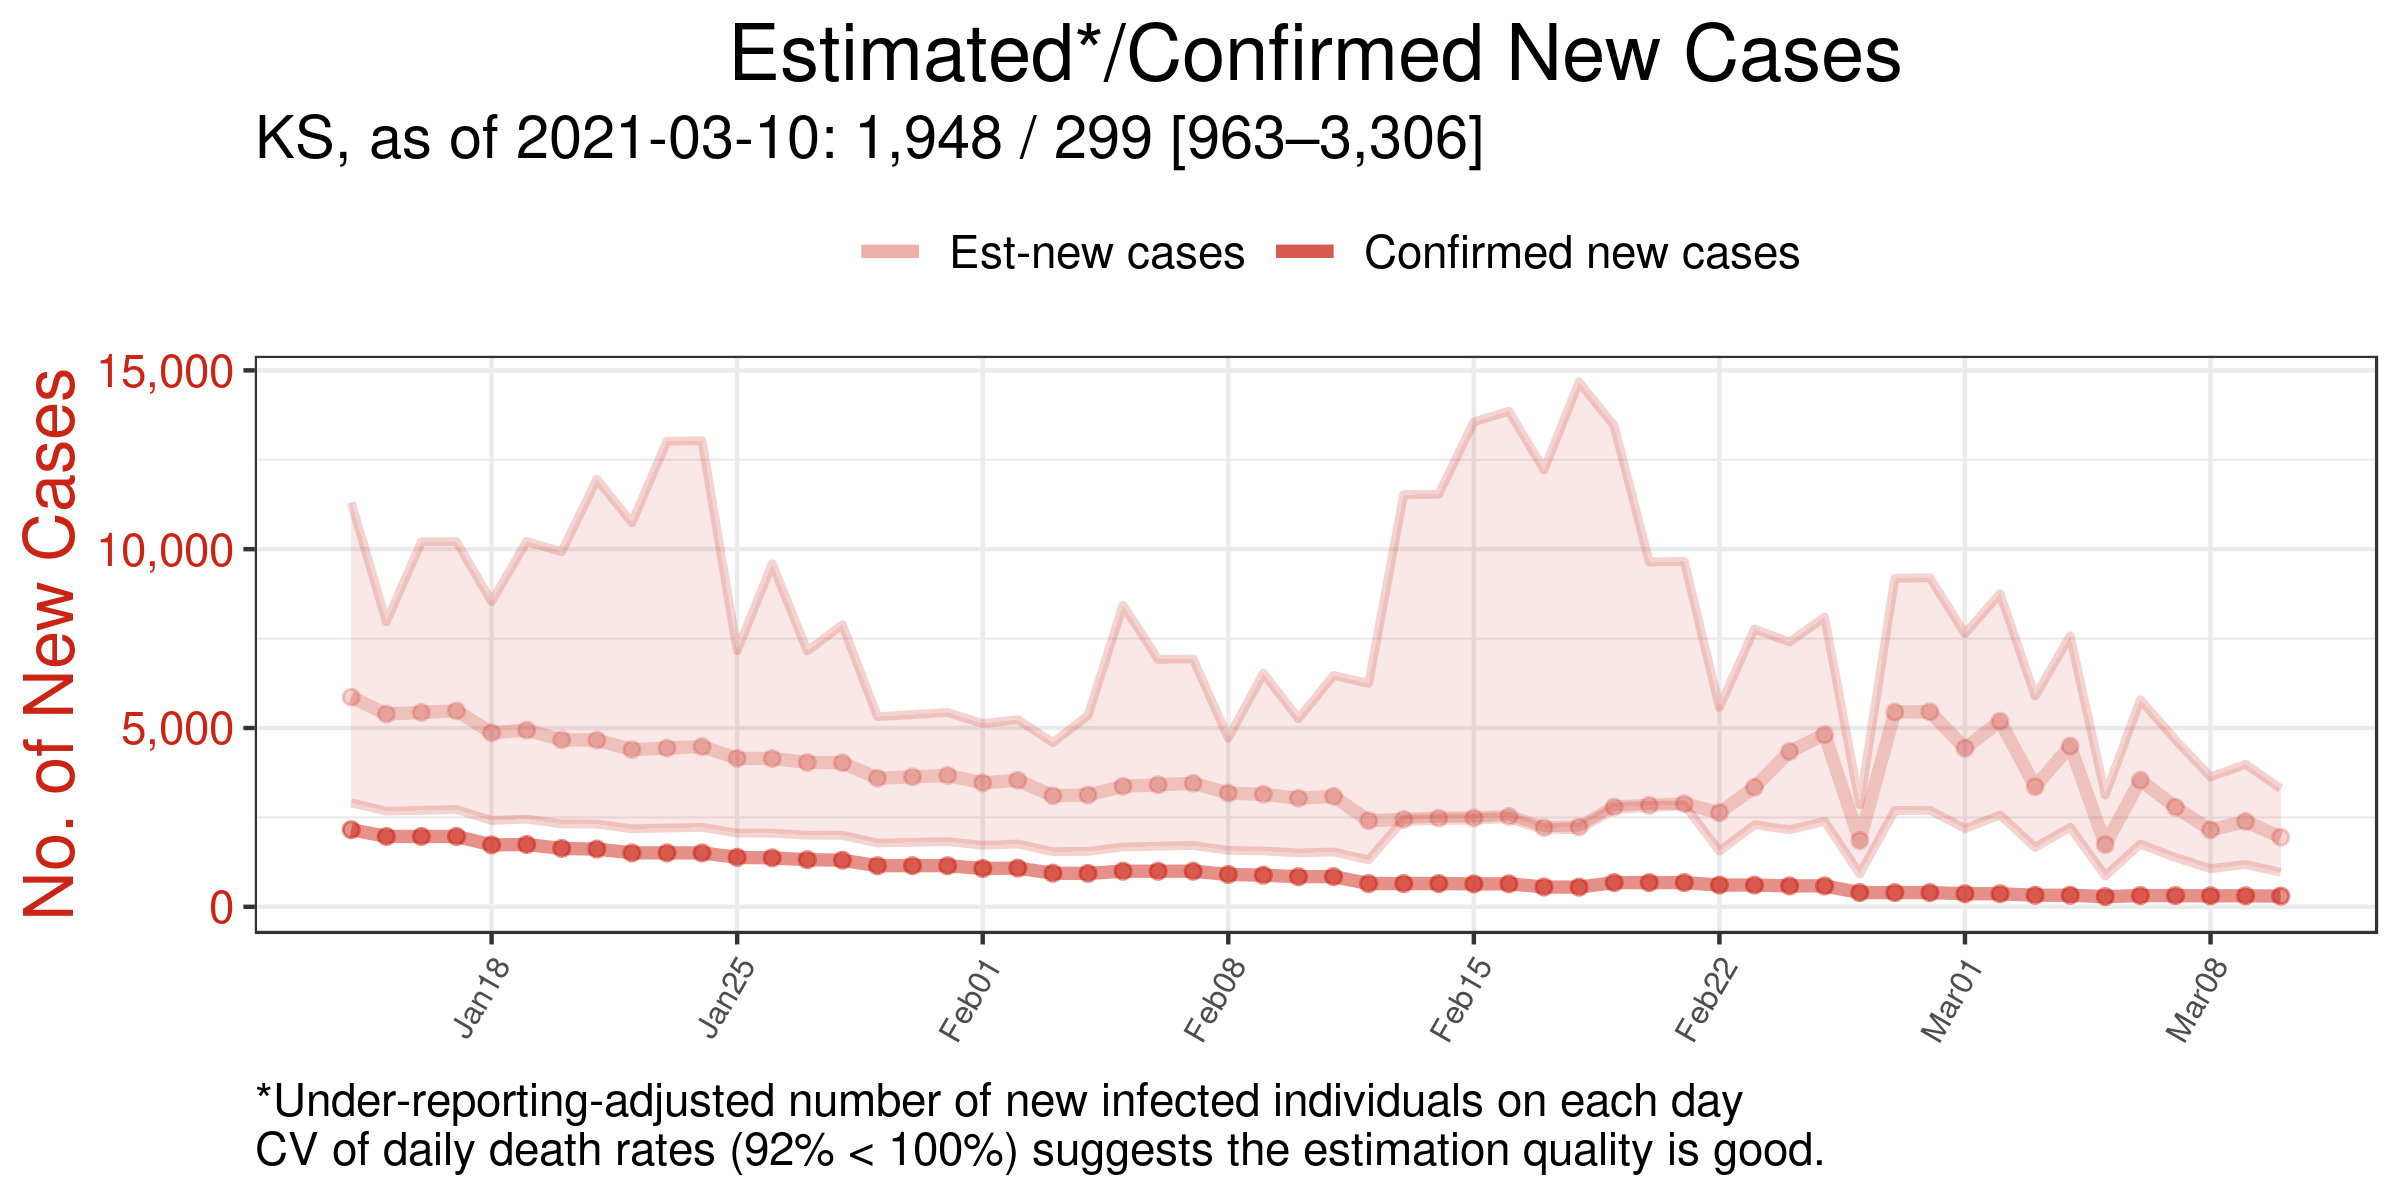 Estimated*/Confirmed New Cases
KS, as of 2021-03-10: 1,948 / 299 [963–3,306]
Est-new cases Confirmed new cases
No. of New Cases
15,000
10,000
5,000
0
Jan18 Jan25 Feb01 Feb08 Feb15 Feb22 Mar01 Mar08
*Under-reporting-adjusted number of new infected individuals on each day
CV of daily death rates (92% < 100%) suggests the estimation quality is good.